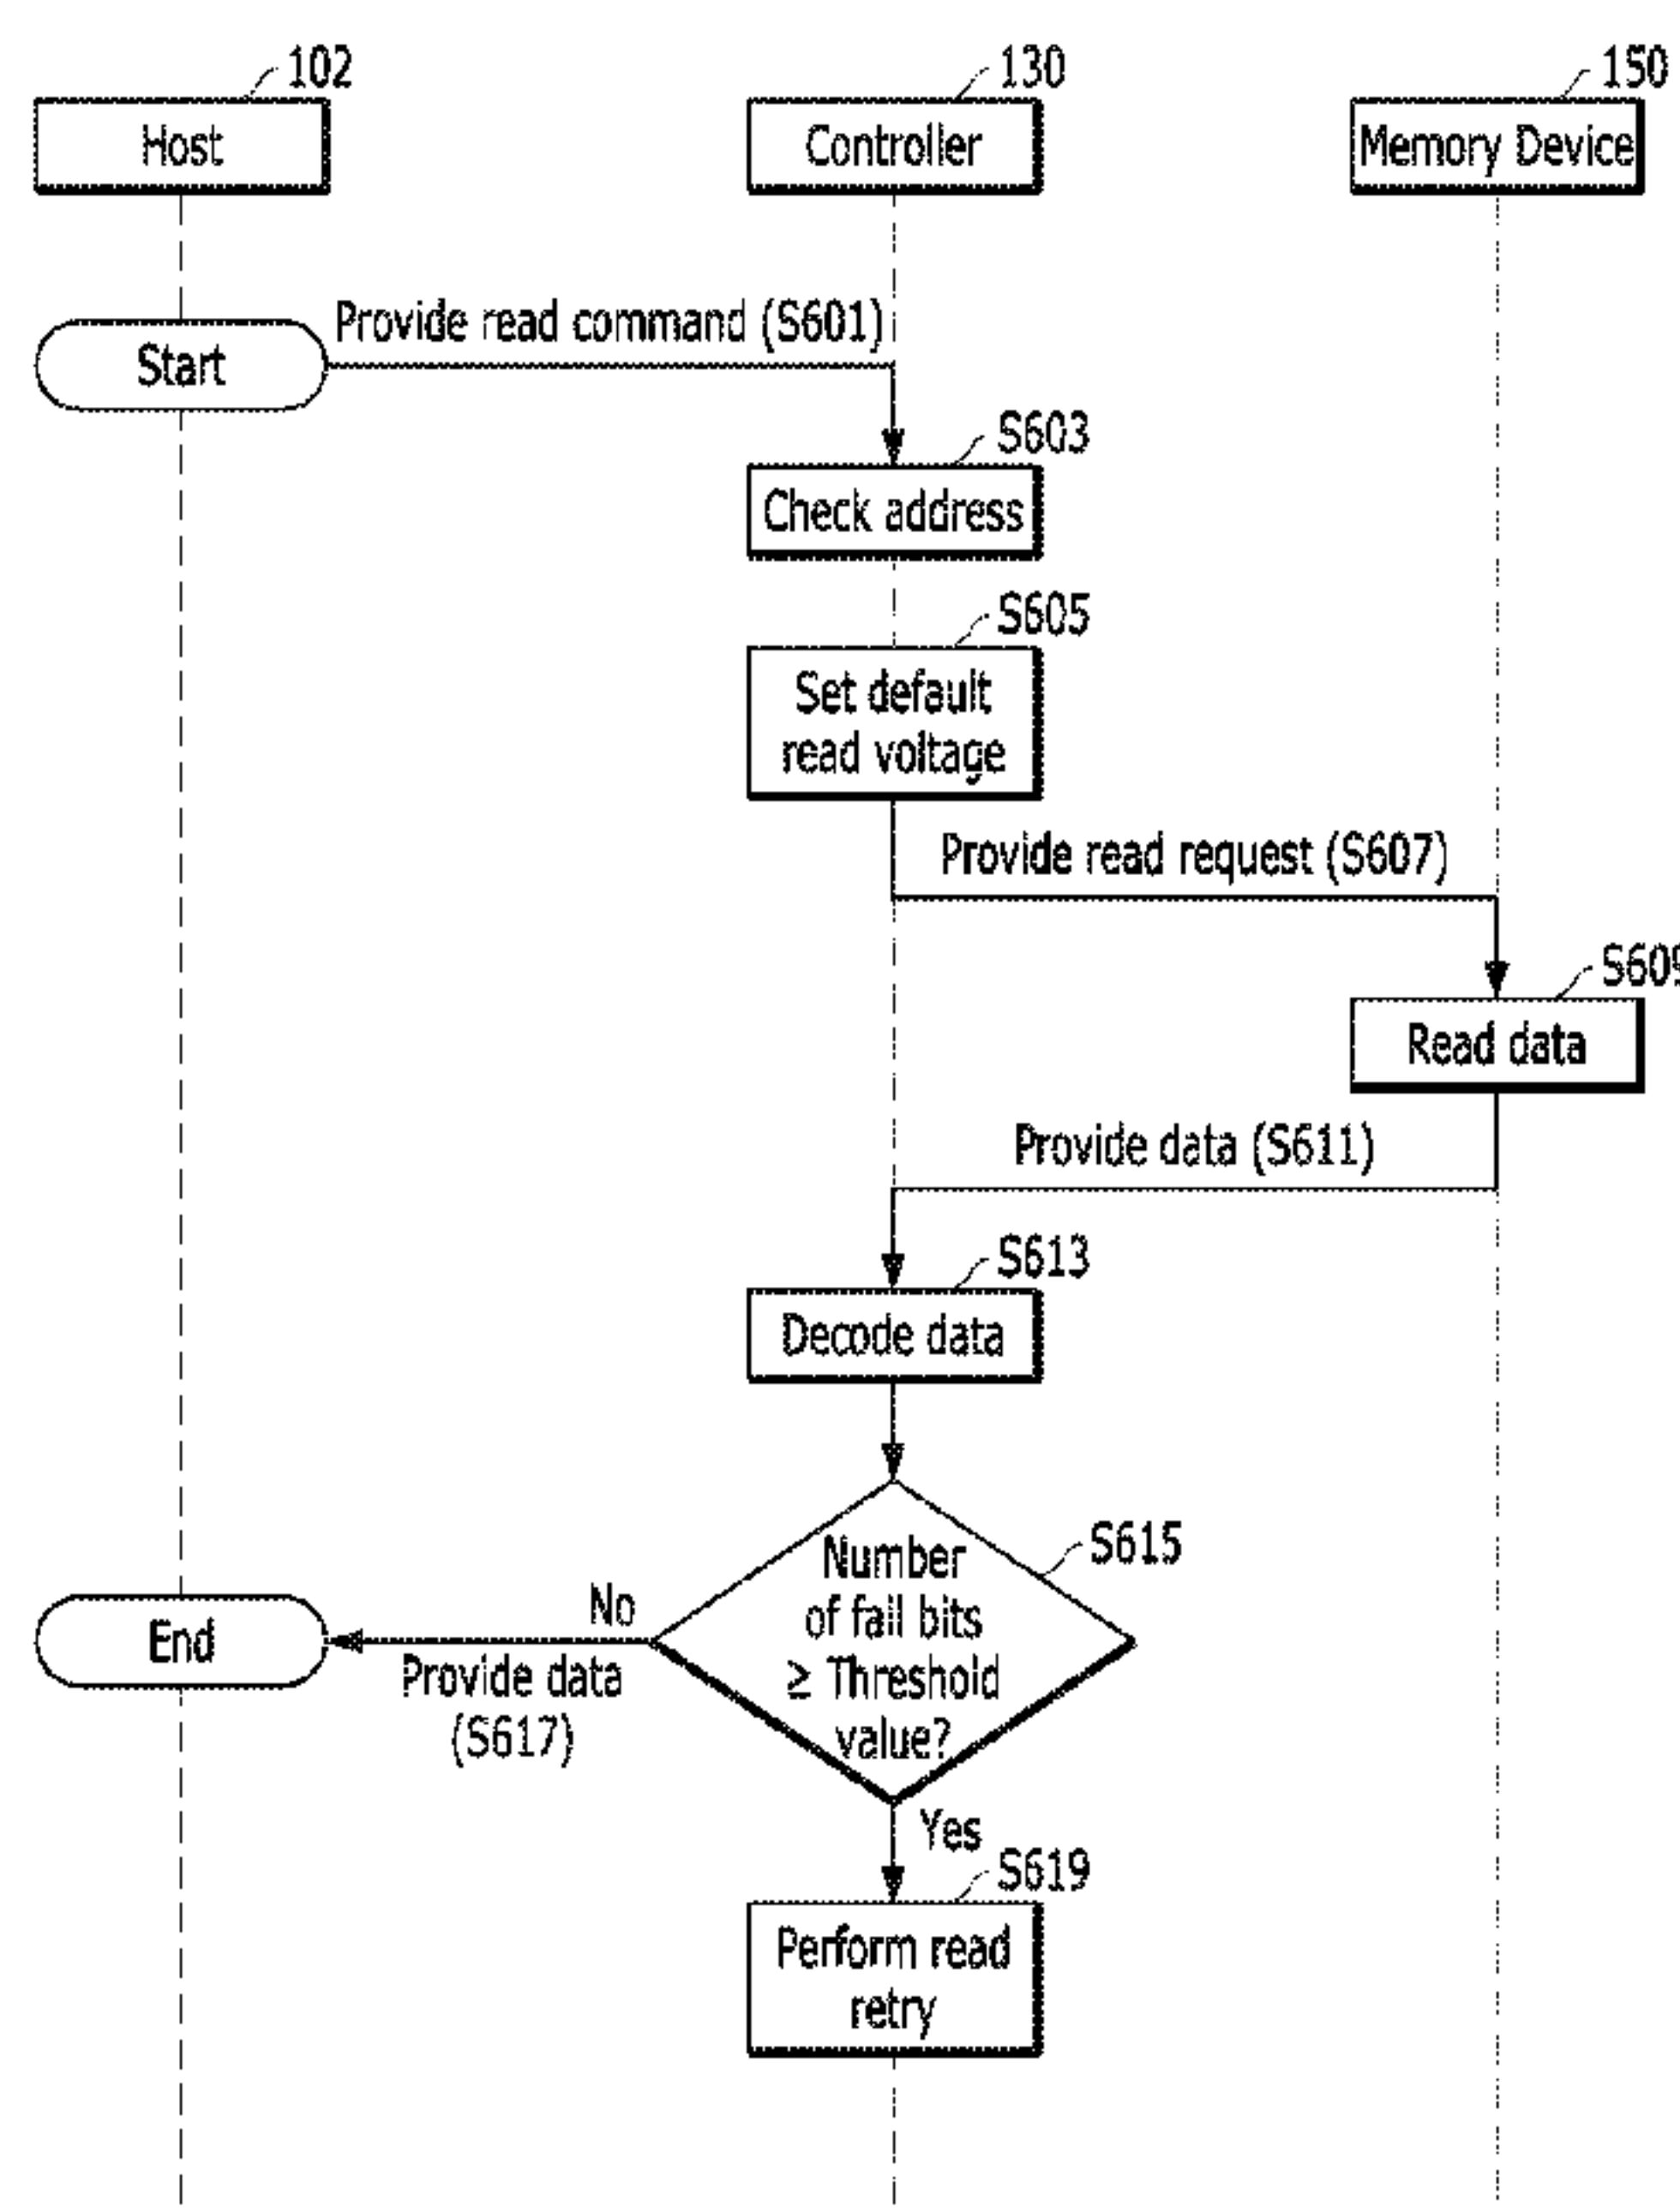 102
130
150
Host
Controller
Memory Device
Provide read command (S601)
Start
S603
Check address
S605
Set default
read voltage
Provide read request (S607)
S609
Read data
Provide data (S611)
S613
Decode data
S615
Number
of fail bits
≥ Threshold
value?
No
End
Provide data
(S617)
Yes
S619
Perform read
retry